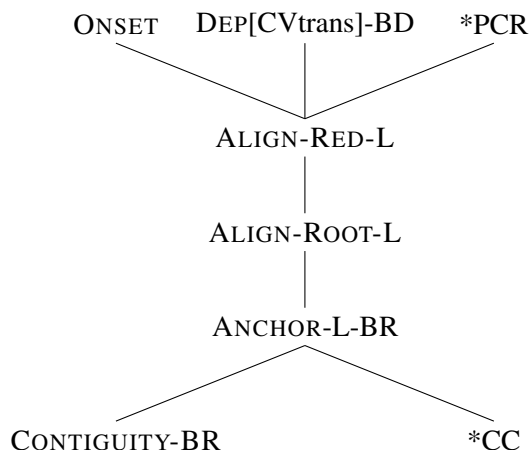 ONSET DEP[CVtrans]-BD *PCR
ALIGN-RED-L
ALIGN-ROOT-L
ANCHOR-L-BR
CONTIGUITY-BR *CC